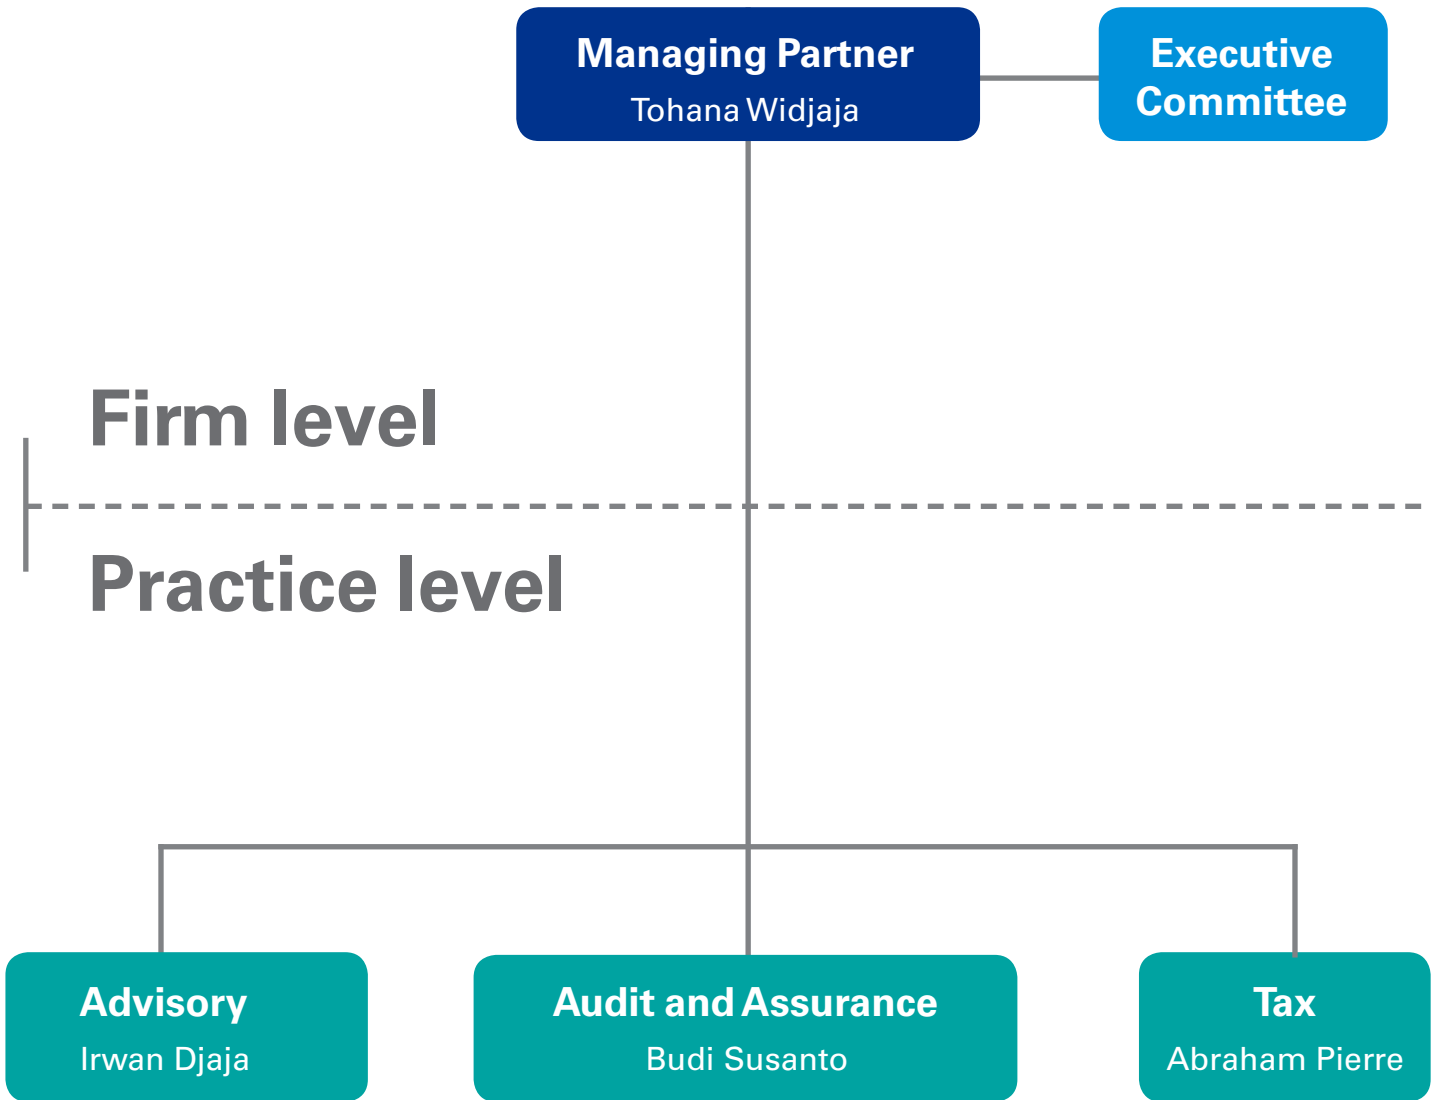 Managing Partner
Tohana Widjaja
Executive
Committee
Firm level
Practice level
Advisory
Irwan Djaja
Audit and Assurance
Budi Susanto
Tax
Abraham Pierre